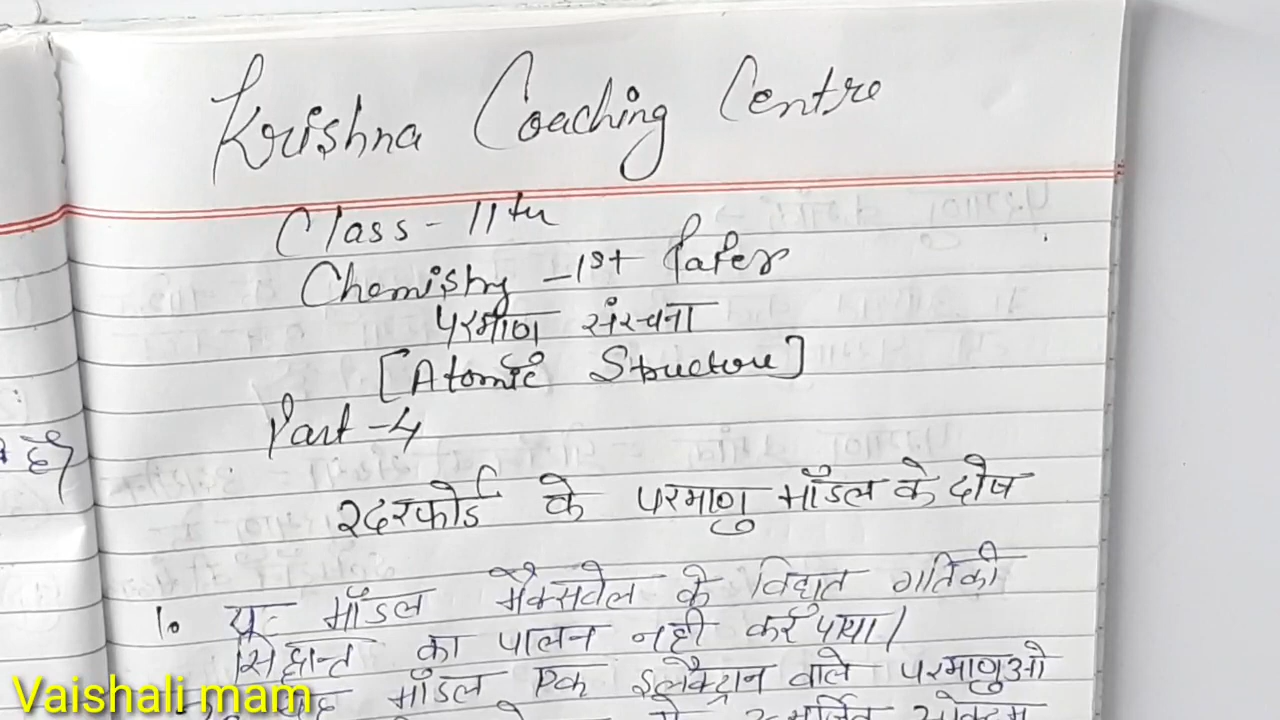 Krishna Coaching Centre
Class - 11th
Chemistry - 1st Paper
परमाणु संरचना
[Atomic Structure]
Part - 4
रदरफोर्ड के परमाणु मॉडल के दोष
1. यह मॉडल मैक्सवेल के विद्युत गतिकी
सिद्धान्त का पालन नही कर पाया।
यह मॉडल एक इलेक्ट्रान वाले परमाणुओ
Vaishali mam